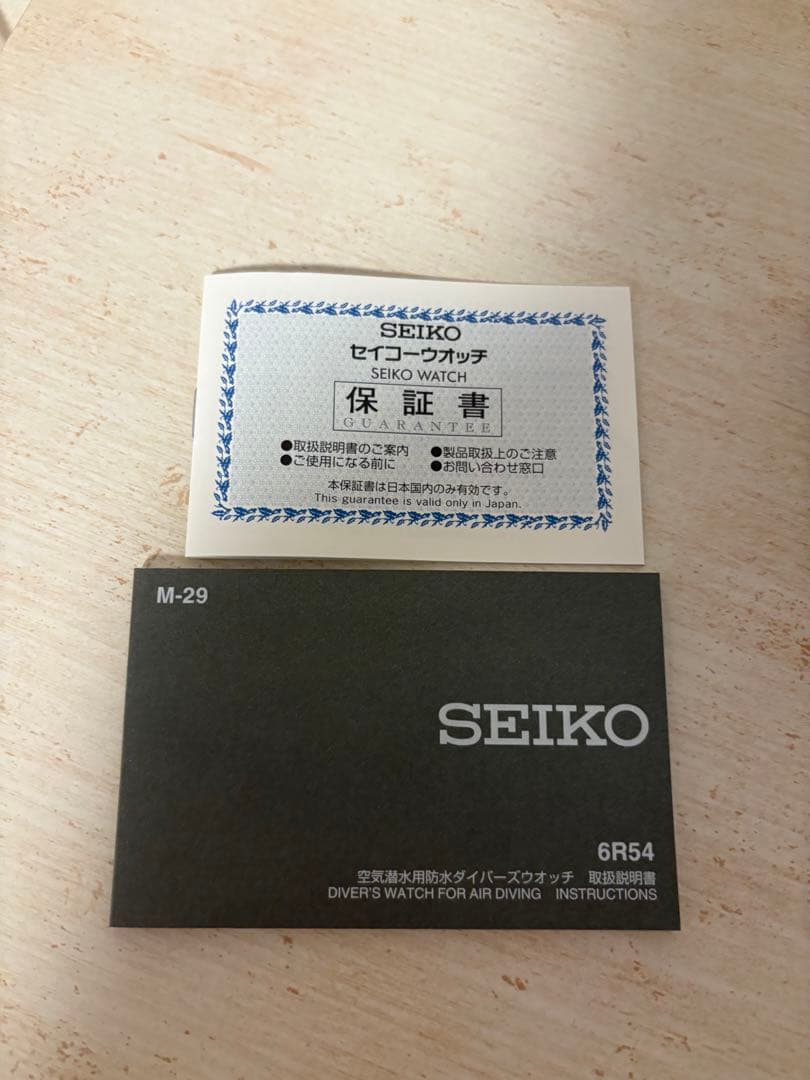 SEIKO
セイコーウオッチ
SEIKO WATCH
保証書
GUARANTEE
●取扱説明書のご案内 ●製品取扱上のご注意
●ご使用になる前に ●お問い合わせ窓口
本保証書は日本国内のみ有効です。
This guarantee is valid only in Japan.
M-29
SEIKO
6R54
空気潜水用防水ダイバーズウオッチ 取扱説明書
DIVER'S WATCH FOR AIR DIVING INSTRUCTIONS